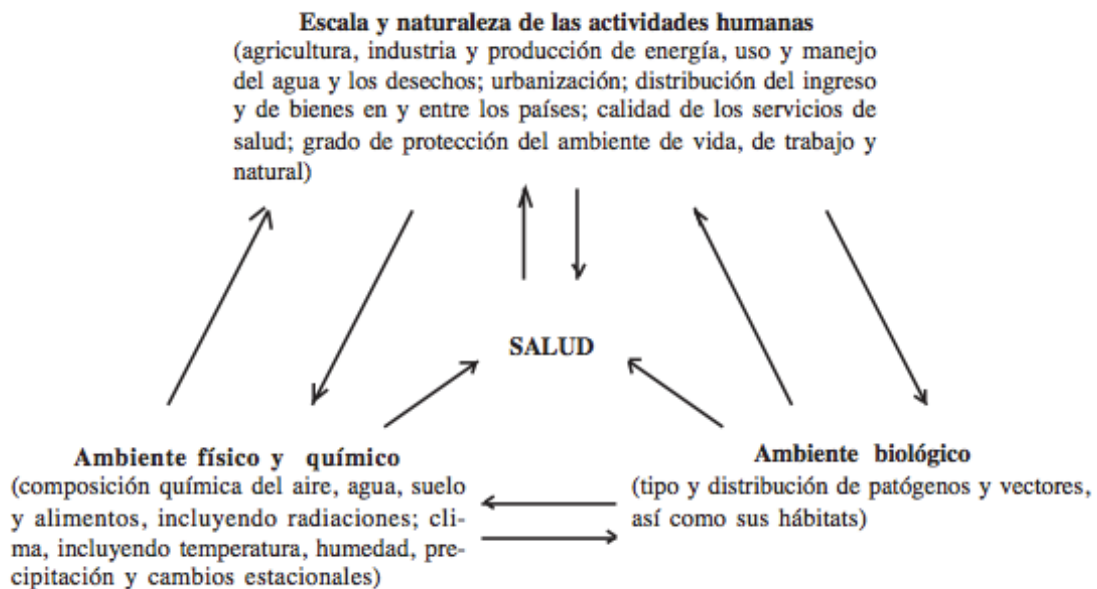 Escala y naturaleza de las actividades humanas
(agricultura, industria y producción de energía, uso y manejo
del agua y los desechos; urbanización; distribución del ingreso
y de bienes en y entre los países; calidad de los servicios de
salud; grado de protección del ambiente de vida, de trabajo y
natural)
SALUD
Ambiente físico y químico
(composición química del aire, agua, suelo
y alimentos, incluyendo radiaciones; cli-
ma, incluyendo temperatura, humedad, pre-
cipitación y cambios estacionales)
Ambiente biológico
(tipo y distribución de patógenos y vectores,
así como sus hábitats)